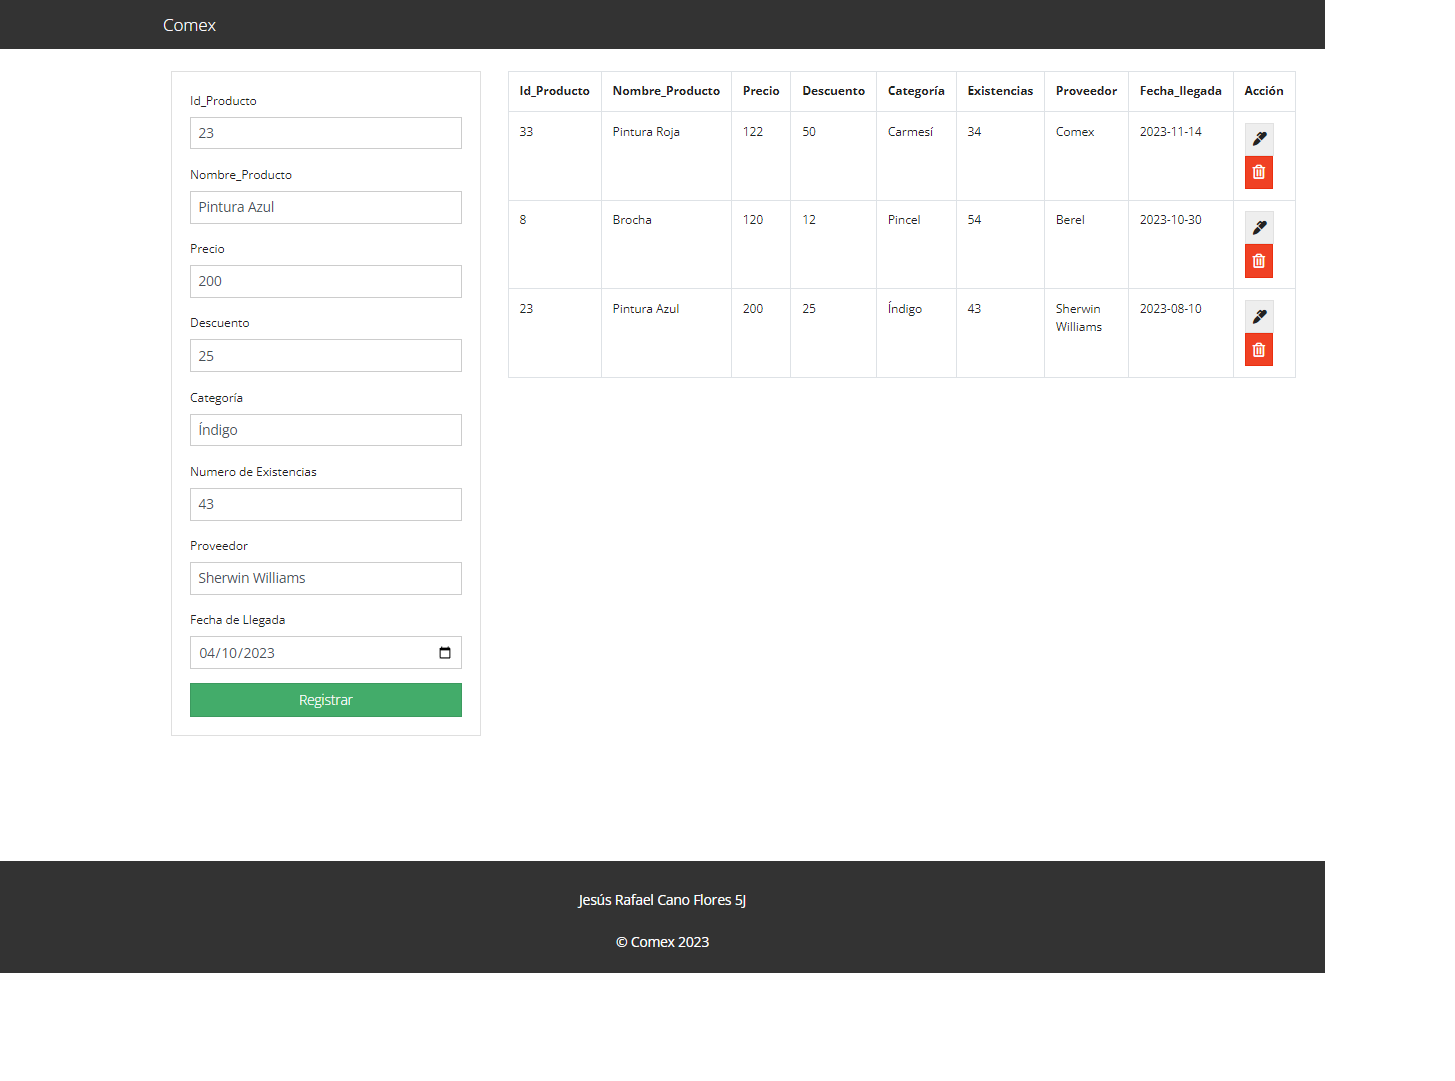 Comex
Id_Producto
23
Nombre_Producto
Pintura Azul
Precio
200
Descuento
25
Categoría
Índigo
Numero de Existencias
43
Proveedor
Sherwin Williams
Fecha de Llegada
04/10/2023
Registrar
Id_Producto Nombre_Producto Precio Descuento Categoría Existencias Proveedor Fecha_llegada Acción
33 Pintura Roja 122 50 Carmesí 34 Comex 2023-11-14
8 Brocha 120 12 Pincel 54 Berel 2023-10-30
23 Pintura Azul 200 25 Índigo 43 Sherwin 2023-08-10
Williams
Jesús Rafael Cano Flores 5J
© Comex 2023